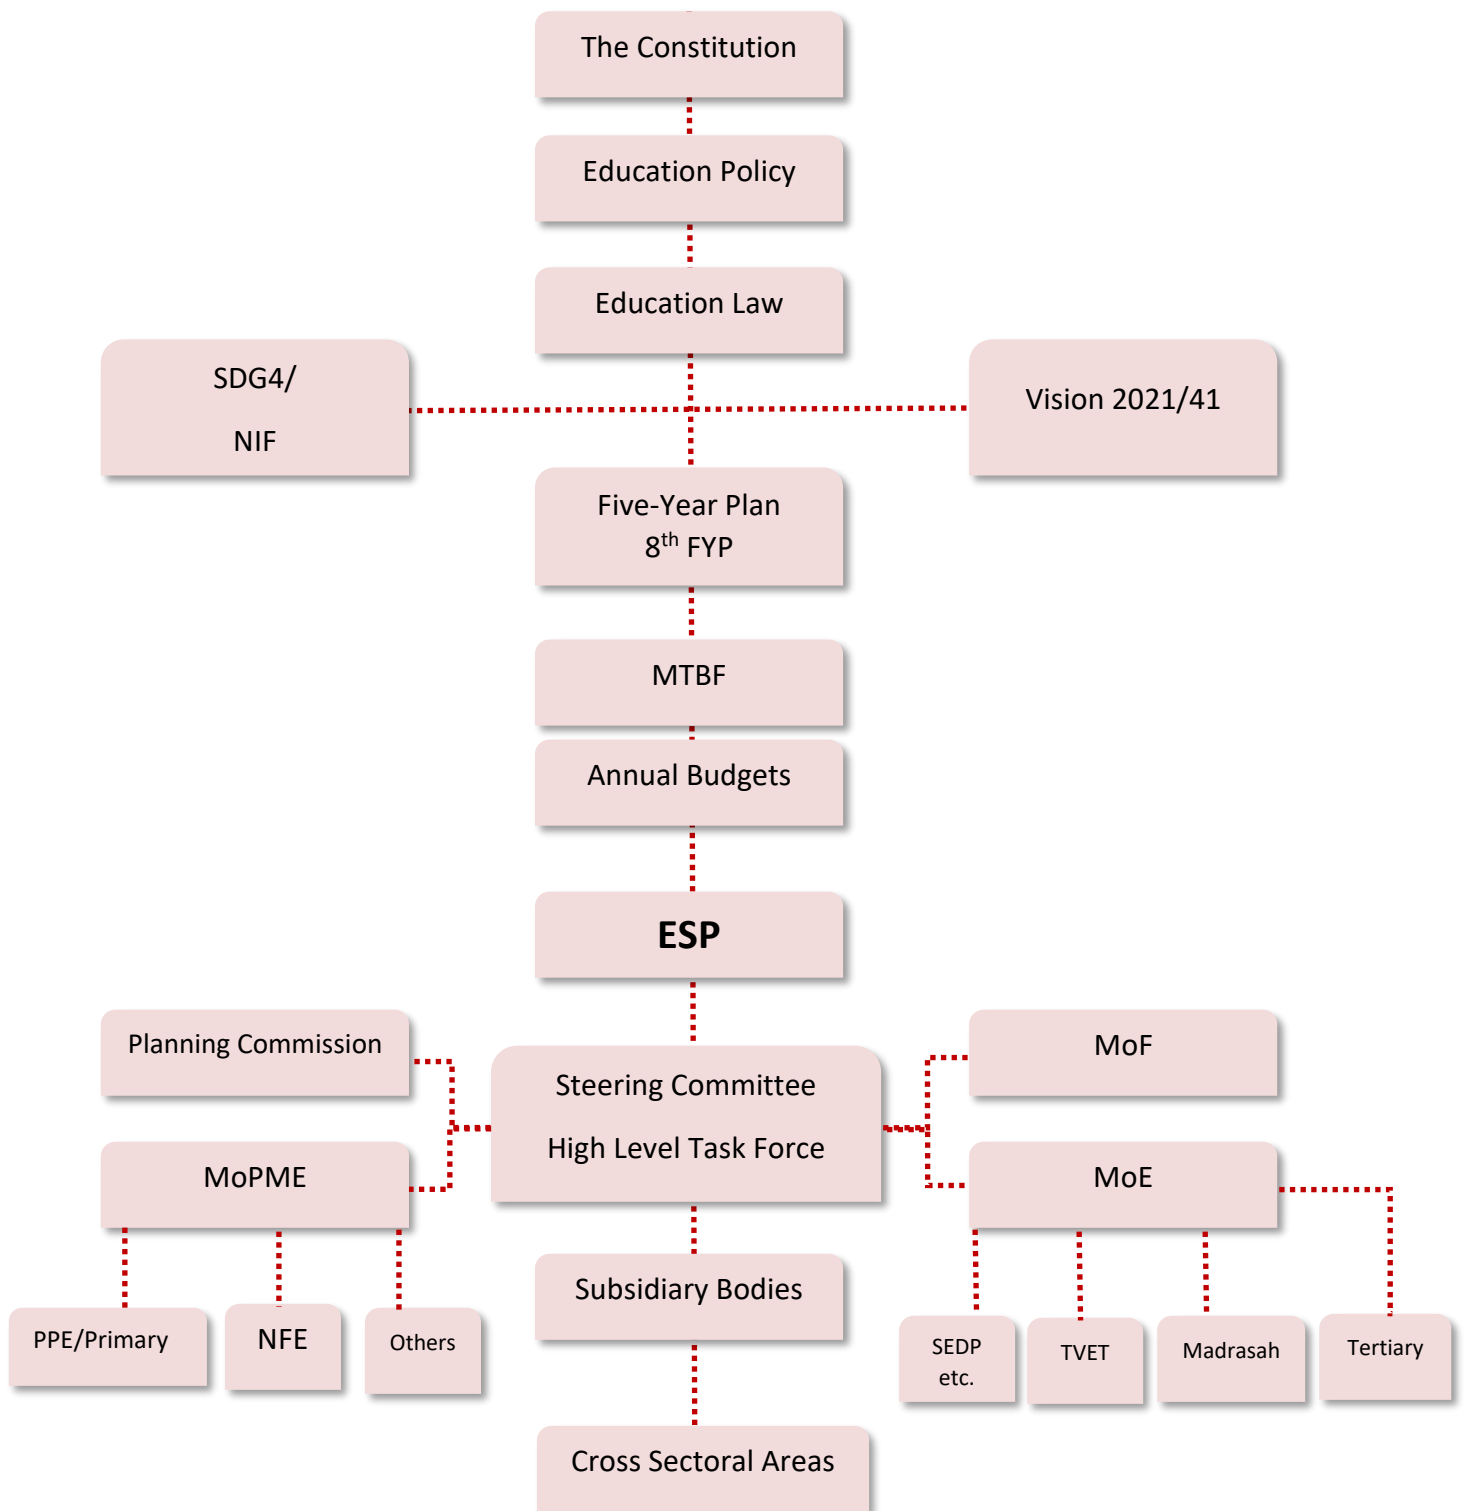 The Constitution
Education Policy
Education Law
SDG4/
NIF
Vision 2021/41
Five-Year Plan
8th FYP
MTBF
Annual Budgets
ESP
Planning Commission
MoF
Steering Committee
High Level Task Force
MoPME
MoE
Subsidiary Bodies
PPE/Primary
NFE
Others
SEDP
etc.
TVET
Madrasah
Tertiary
Cross Sectoral Areas